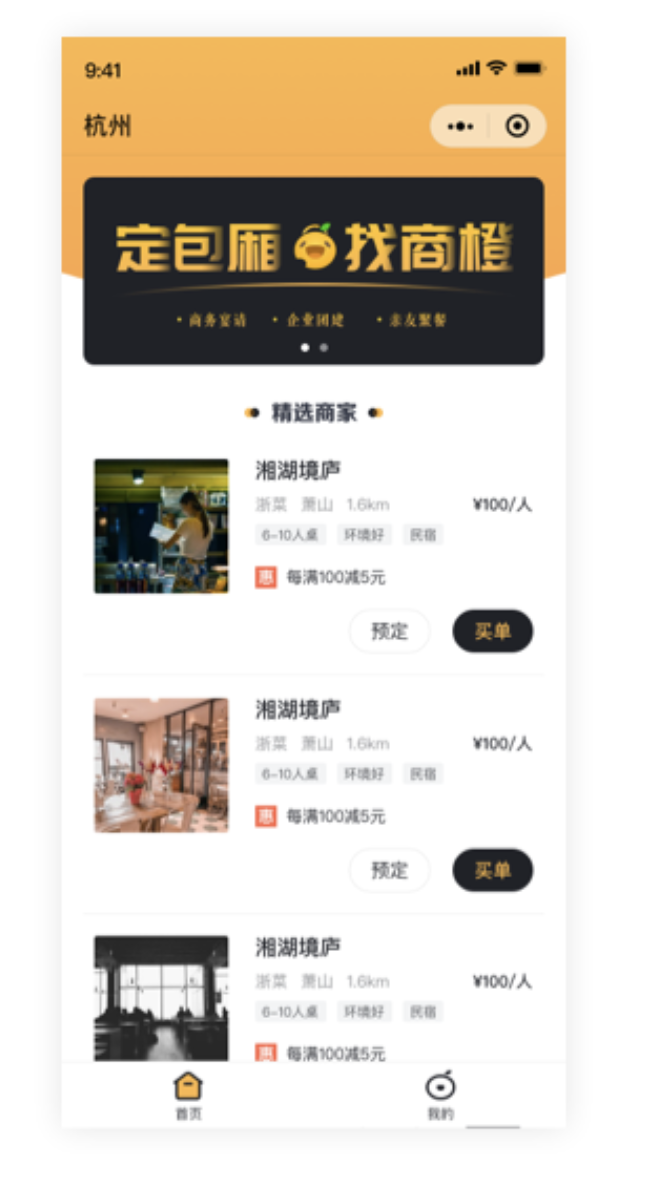 9:41
杭州
定包厢 找商橙
• 商务宴请 • 企业团建 • 亲友聚餐
精选商家
湘湖境庐
浙菜 萧山 1.6km ¥100/人
6-10人桌 环境好 民宿
惠 每满100减5元
预定 买单
湘湖境庐
浙菜 萧山 1.6km ¥100/人
6-10人桌 环境好 民宿
惠 每满100减5元
预定 买单
湘湖境庐
浙菜 萧山 1.6km ¥100/人
6-10人桌 环境好 民宿
惠 每满100减5元
首页 我的